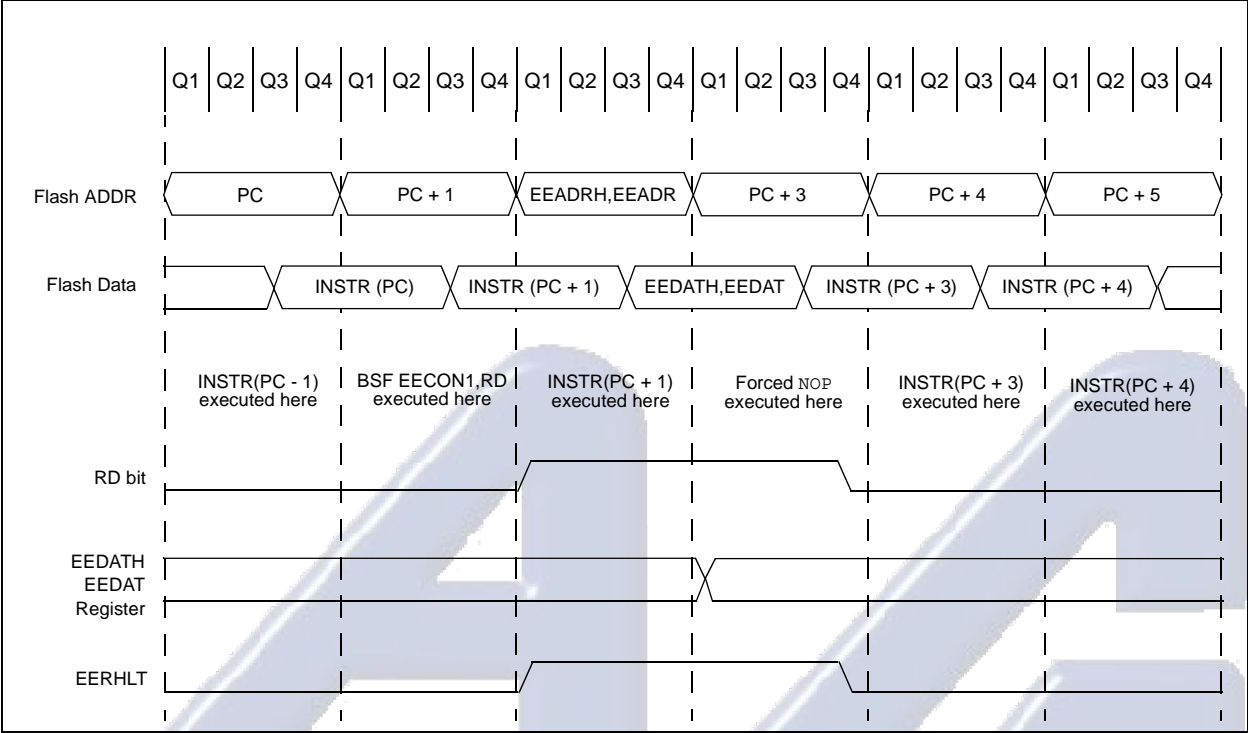 Q1 Q2 Q3 Q4 Q1 Q2 Q3 Q4 Q1 Q2 Q3 Q4 Q1 Q2 Q3 Q4 Q1 Q2 Q3 Q4 Q1 Q2 Q3 Q4
Flash ADDR PC PC + 1 EEADRH,EEADR PC + 3 PC + 4 PC + 5
Flash Data INSTR (PC) INSTR (PC + 1) EEDATH,EEDAT INSTR (PC + 3) INSTR (PC + 4)
INSTR(PC - 1) BSF EECON1,RD INSTR(PC + 1) Forced NOP INSTR(PC + 3) INSTR(PC + 4)
executed here executed here executed here executed here executed here executed here
RD bit
EEDATH
EEDAT
Register
EERHLT